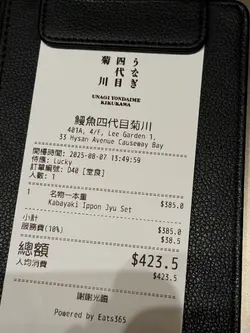 うなぎ
四代目
菊川
UNAGI YONDAIME
KIKUKAWA
鰻魚四代目菊川
401A, 4/F, Lee Garden 1,
33 Hysan Avenue Causeway Bay
開檯時間: 2025-08-07 13:49:59
侍應: Lucky
訂單編號: D40 [堂食]
人數: 1
1 名物一本重 $385.0
Kabayaki Ippon Jyu Set
小計 $385.0
服務費(10%) $38.5
總額 $423.5
人均消費 $423.5
謝謝光臨
Powered by Eats365